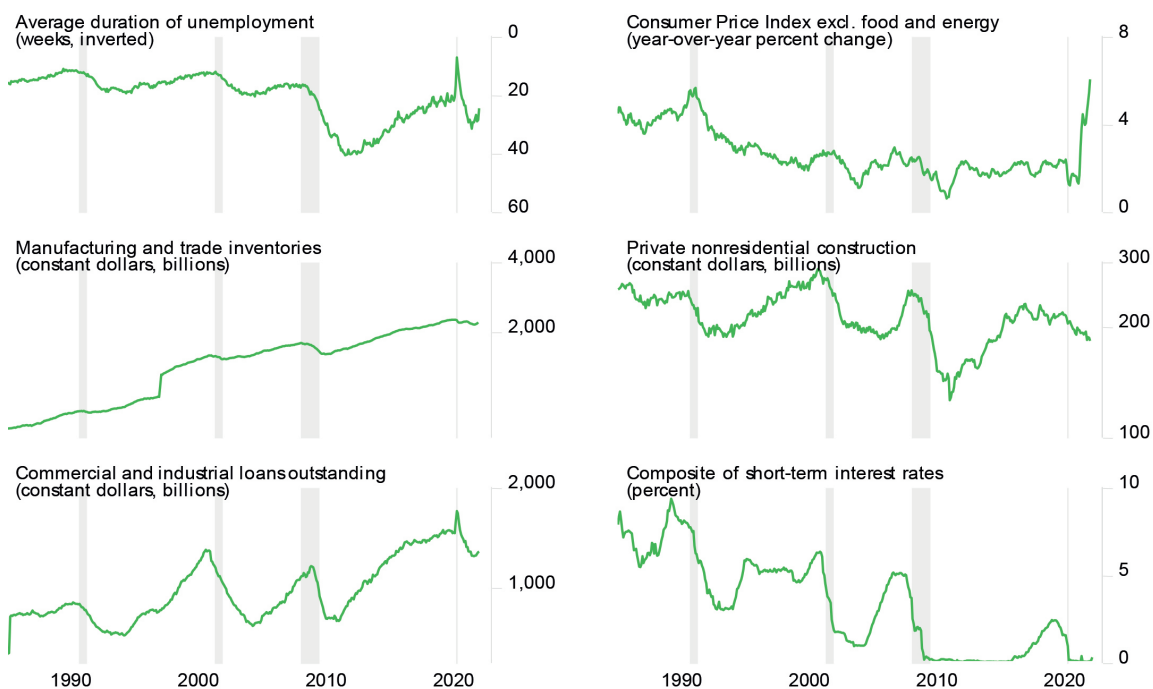 Average duration of unemployment
(weeks, inverted)
0
20
40
60
Consumer Price Index excl. food and energy
(year-over-year percent change)
8
4
0
Manufacturing and trade inventories
(constant dollars, billions)
4,000
2,000
Private nonresidential construction
(constant dollars, billions)
300
200
100
Commercial and industrial loans outstanding
(constant dollars, billions)
2,000
1,000
1990 2000 2010 2020
Composite of short-term interest rates
(percent)
10
5
0
1990 2000 2010 2020